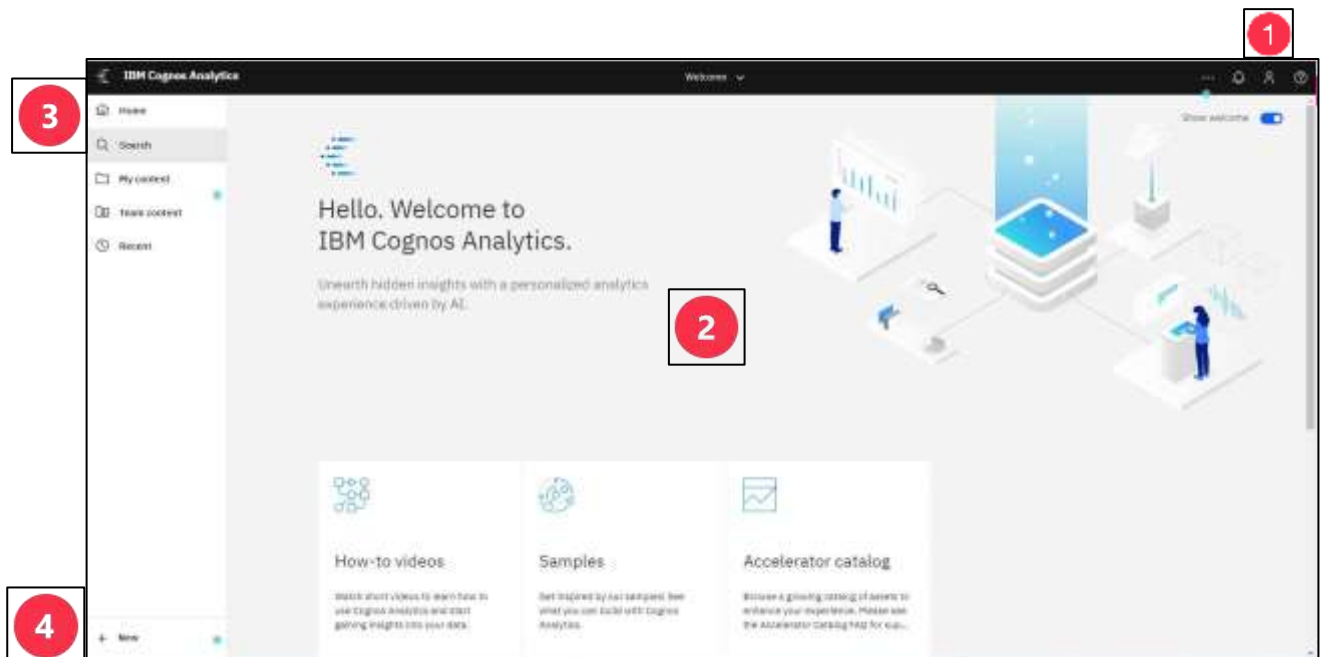 1
IBM Cognos Analytics
Welcome
3
Home
Show welcome
Search
My content
Team content
Recent
Hello. Welcome to
IBM Cognos Analytics.
Unearth hidden insights with a personalized analytics
experience driven by AI.
2
How-to videos
Watch short videos to learn how to
use Cognos Analytics and start
gaining insights into your data.
Samples
Get inspired by our samples. See
what you can build with Cognos
Analytics.
Accelerator catalog
Browse a growing catalog of assets to
enhance your experience. Please see
the Accelerator Catalog FAQ for sup...
4
+ New